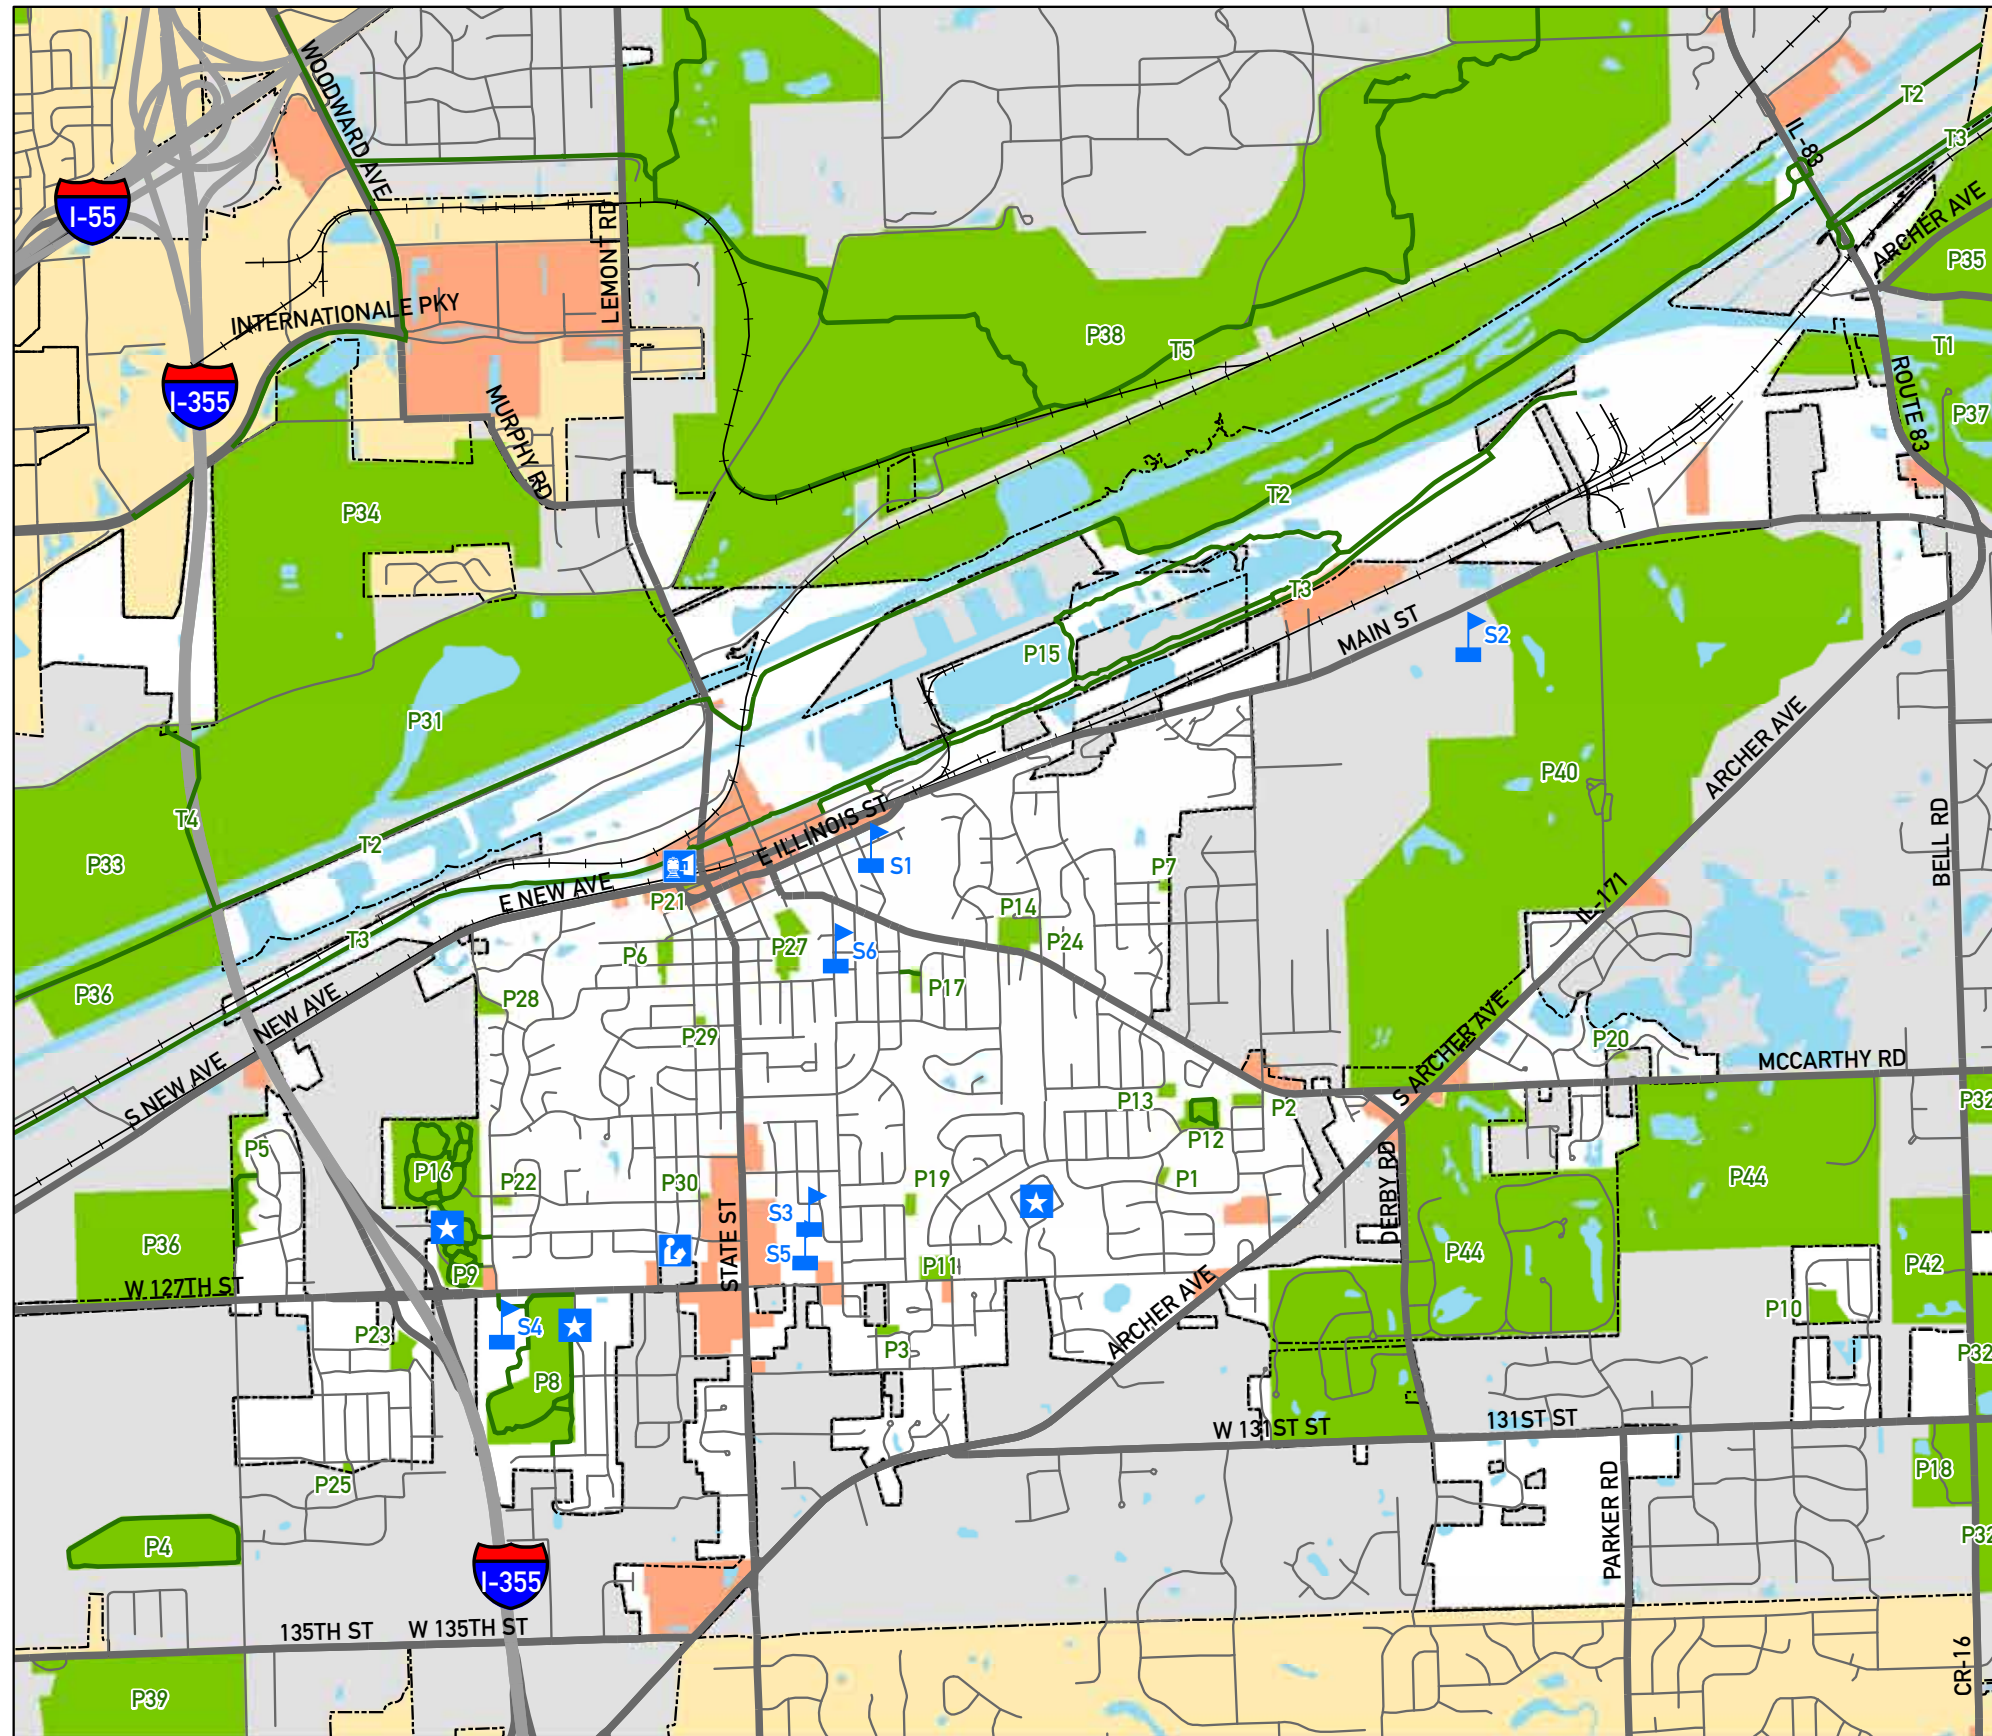 WOODWARD AVE
T2
T3
IL-83
I-55
LEMONT RD
ARCHER AVE
P35
INTERNATIONALE PKY
P38
T5
T1
I-355
MURPHY RD
ROUTE 83
P37
P34
T2
T3
MAIN ST
S2
P15
P31
ARCHER AVE
P40
T4
T2
E ILLINOIS ST
BELL RD
P33
S1
P7
E NEW AVE
P21
IL-171
P14
T3
P6
P27
S6
P24
P36
P28
P17
NEW AVE
P29
S ARCHER AVE
P20
MCCARTHY RD
S NEW AVE
P13
P2
P32
P5
P12
P16
P22
P30
P19
P1
DERBY RD
P44
S3
STATE ST
P36
S5
P44
P42
P9
P11
W 127TH ST
P10
P23
S4
P3
ARCHER AVE
P32
P8
W 131ST ST
131ST ST
P25
P18
PARKER RD
P4
P32
I-355
135TH ST
W 135TH ST
CR-16
P39